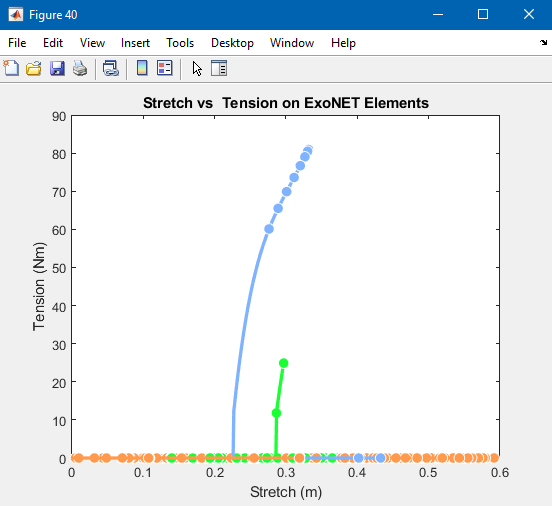 Figure 40
File Edit View Insert Tools Desktop Window Help
Stretch vs  Tension on ExoNET Elements
90
80
70
60
50
40
30
20
10
0
Tension (Nm)
0 0.1 0.2 0.3 0.4 0.5 0.6
Stretch (m)